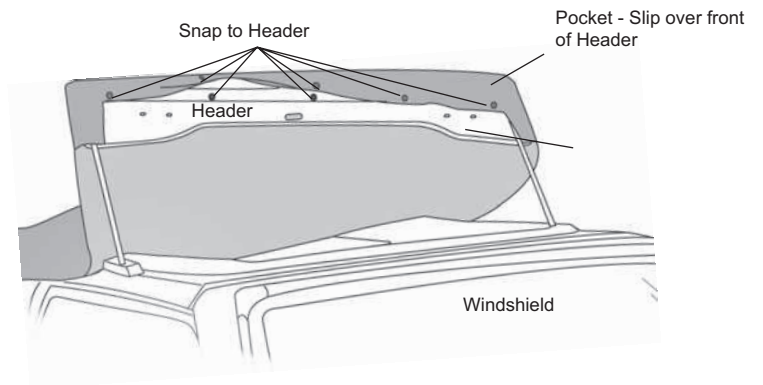 Snap to Header
Pocket - Slip over front
of Header
Header
Windshield